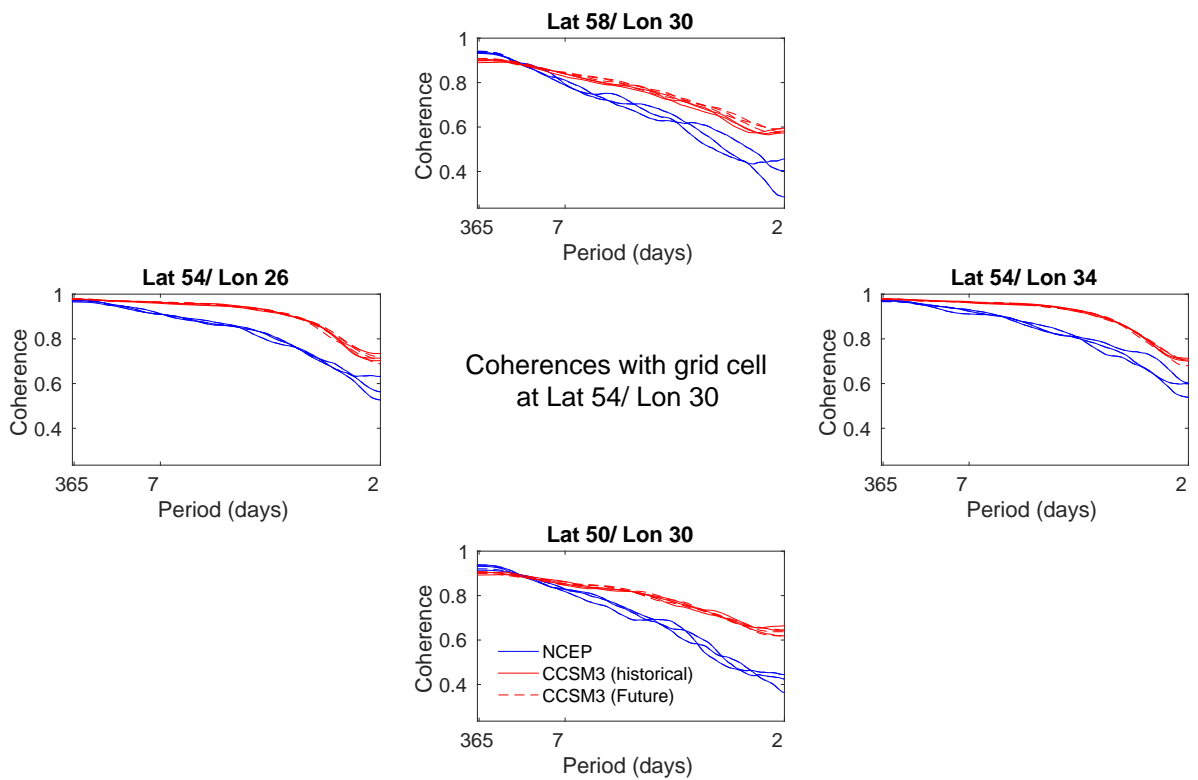 Lat 58/ Lon 30
1
0.8
0.6
0.4
Coherence
365 7 2
Period (days)
Lat 54/ Lon 26
1
0.8
0.6
0.4
Coherence
365 7 2
Period (days)
Coherences with grid cell
at Lat 54/ Lon 30
Lat 54/ Lon 34
1
0.8
0.6
0.4
Coherence
365 7 2
Period (days)
Lat 50/ Lon 30
1
0.8
0.6
0.4
Coherence
NCEP
CCSM3 (historical)
CCSM3 (Future)
365 7 2
Period (days)